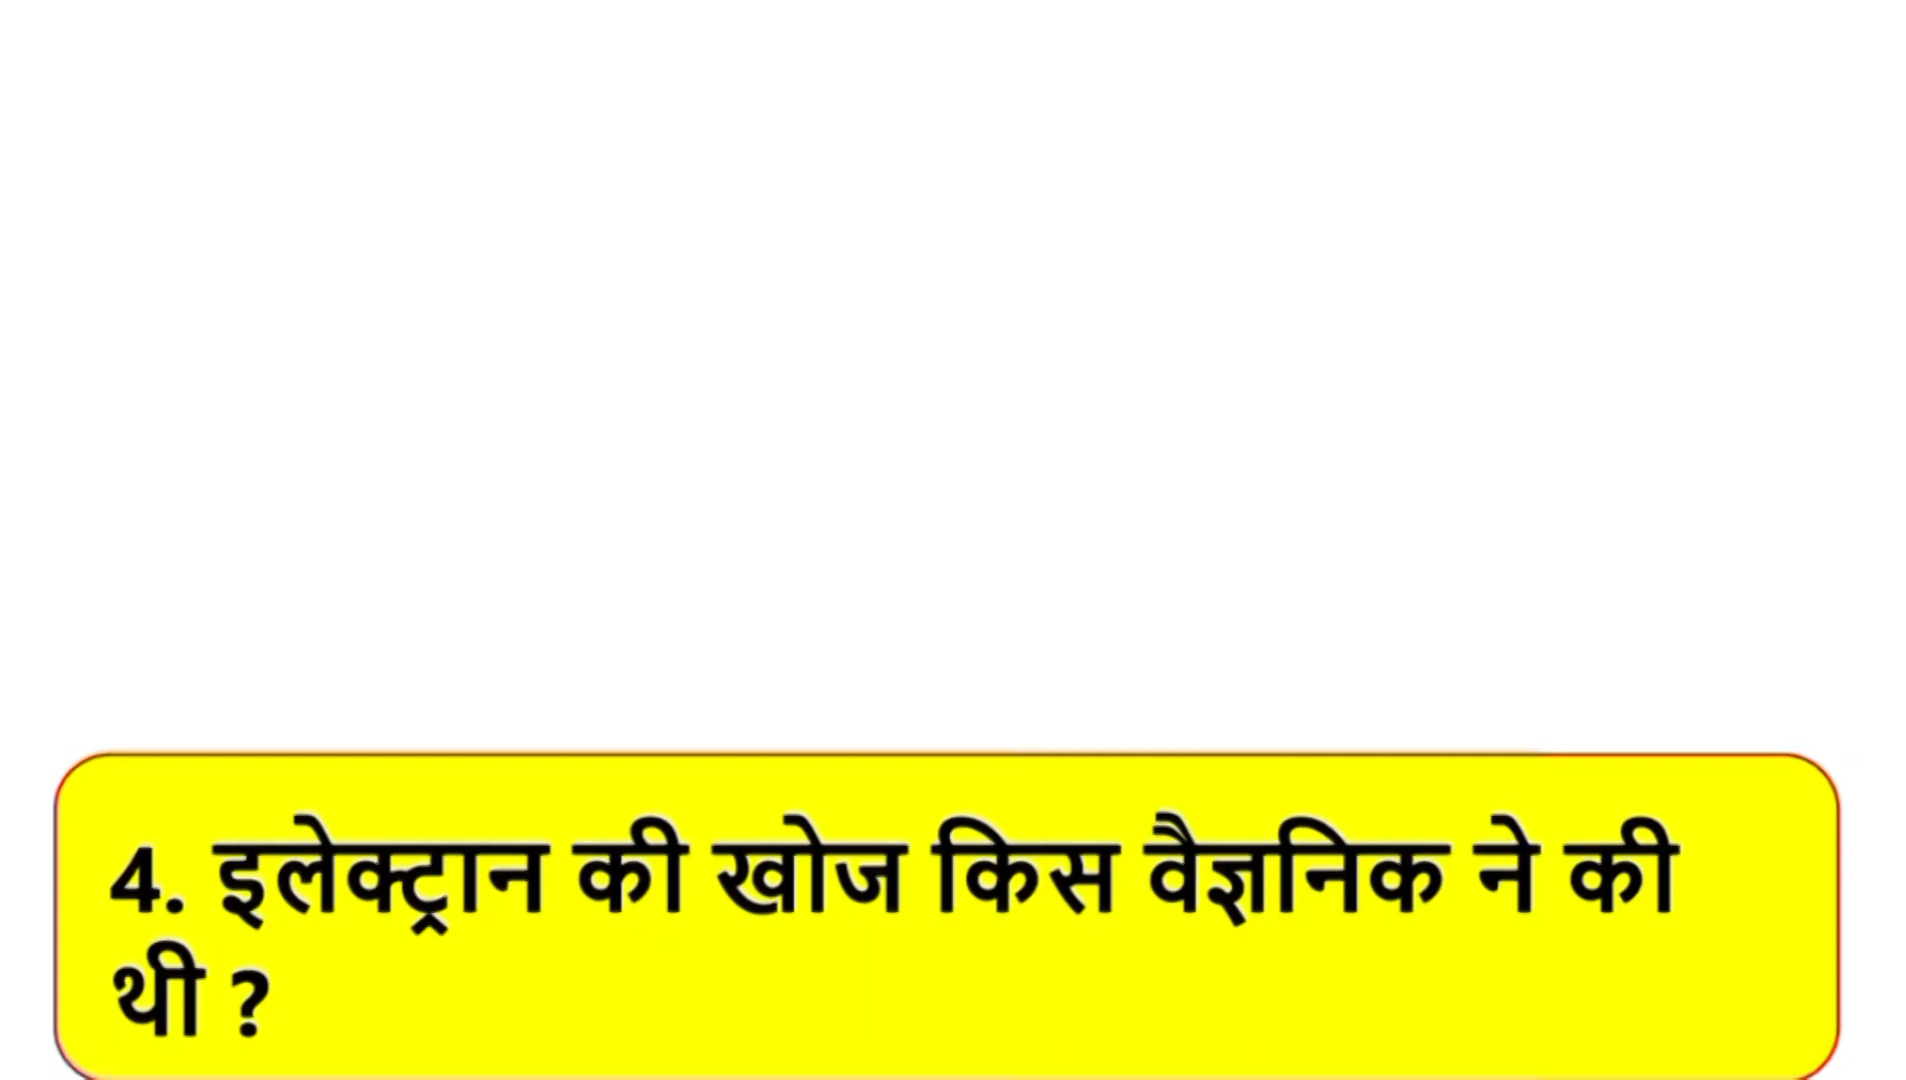 4. इलेक्ट्रान की खोज किस वैज्ञनिक ने की
थी ?